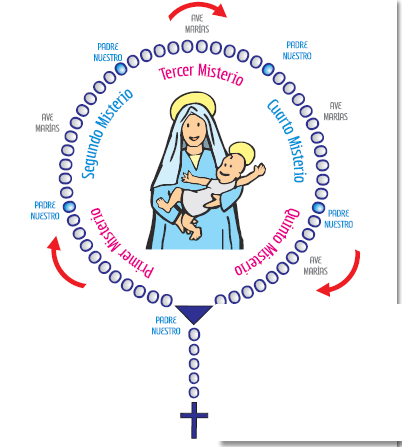 AVE
MARÍAS
PADRE
NUESTRO
PADRE
NUESTRO
Tercer Misterio
Segundo Misterio
Cuarto Misterio
AVE
MARÍAS
AVE
MARÍAS
PADRE
NUESTRO
PADRE
NUESTRO
Primer Misterio
Quinto Misterio
AVE
MARÍAS
PADRE
NUESTRO